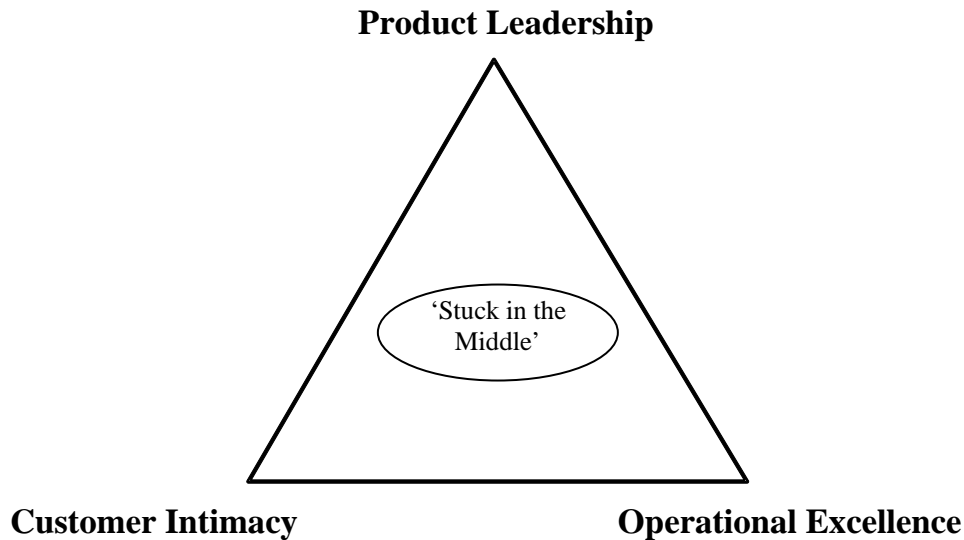 Product Leadership
‘Stuck in the
Middle’
Customer Intimacy
Operational Excellence